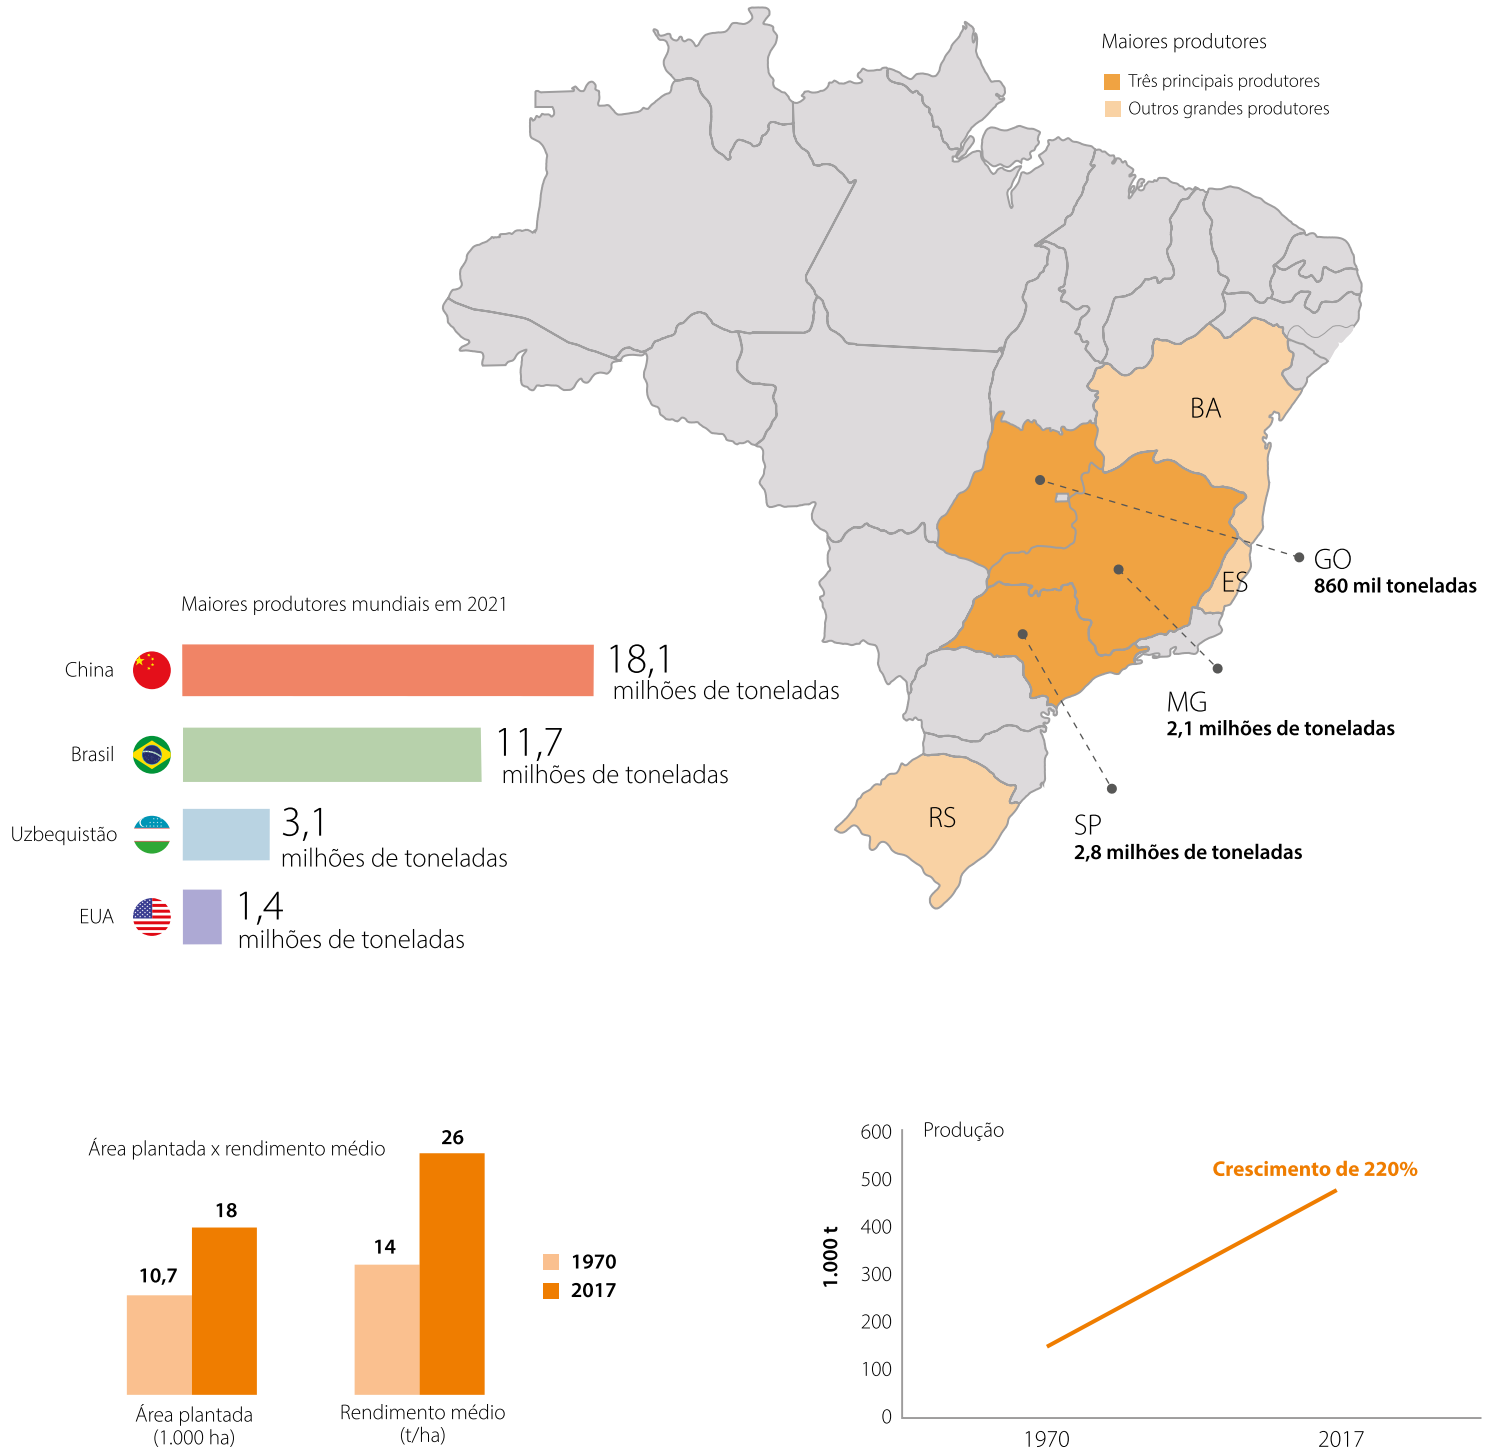 Maiores produtores
Três principais produtores
Outros grandes produtores
BA
GO
860 mil toneladas
ES
MG
2,1 milhões de toneladas
RS
SP
2,8 milhões de toneladas
Maiores produtores mundiais em 2021
China
18,1
milhões de toneladas
Brasil
11,7
milhões de toneladas
Uzbequistão
3,1
milhões de toneladas
EUA
1,4
milhões de toneladas
Área plantada x rendimento médio
10,7
18
14
26
Área plantada
(1.000 ha)
Rendimento médio
(t/ha)
1970
2017
Produção
Crescimento de 220%
1.000 t
600
500
400
300
200
100
0
1970
2017